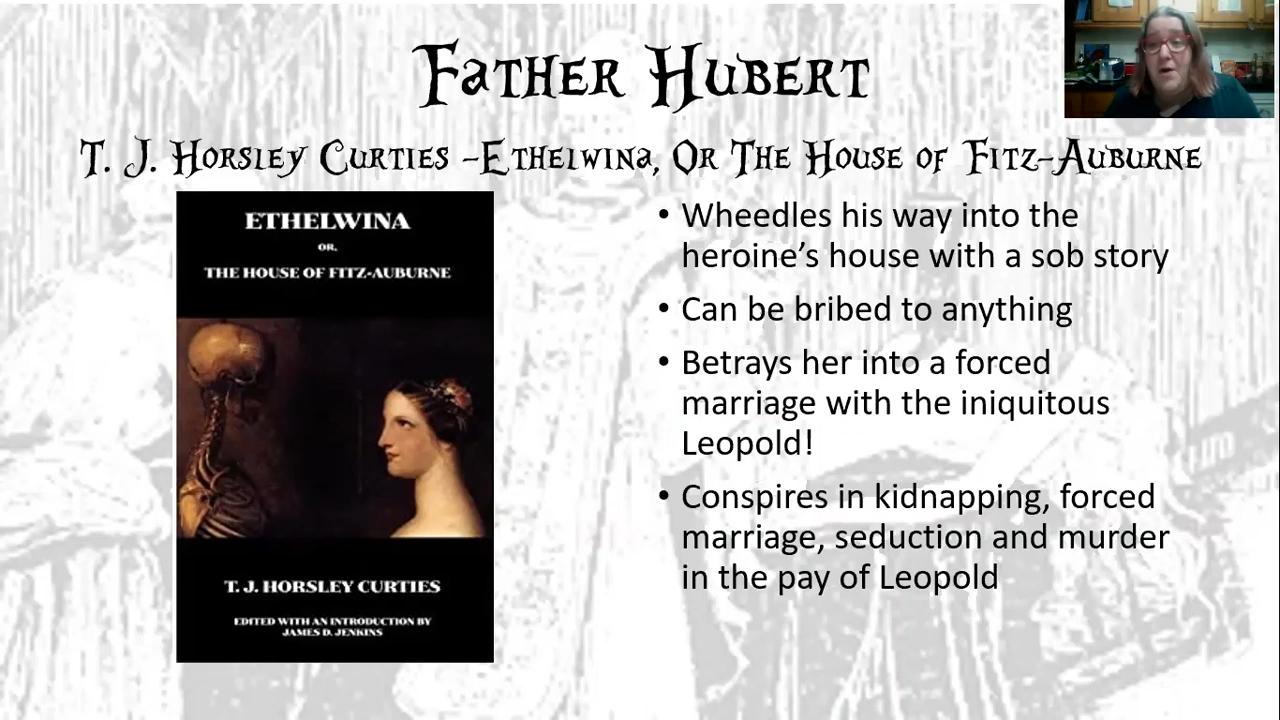 Father Hubert
T. J. Horsley Curties -Ethelwina, Or The House of Fitz-Auburne
ETHELWINA
OR,
THE HOUSE OF FITZ-AUBURNE
T. J. HORSLEY CURTIES
EDITED WITH AN INTRODUCTION BY
JAMES D. JENKINS
• Wheedles his way into the
heroine’s house with a sob story
• Can be bribed to anything
• Betrays her into a forced
marriage with the iniquitous
Leopold!
• Conspires in kidnapping, forced
marriage, seduction and murder
in the pay of Leopold